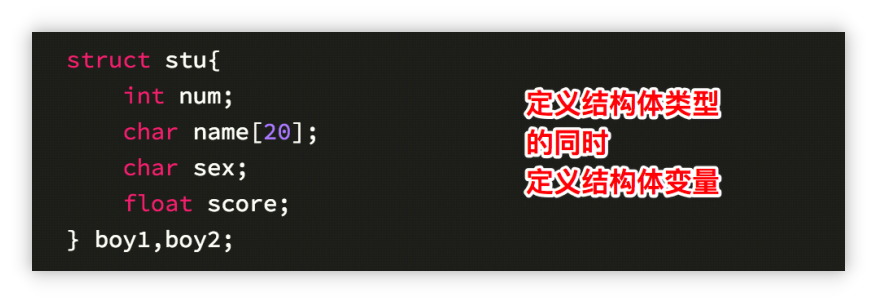 struct stu{
int num;
char name[20];
char sex;
float score;
} boy1,boy2;
定义结构体类型
的同时
定义结构体变量